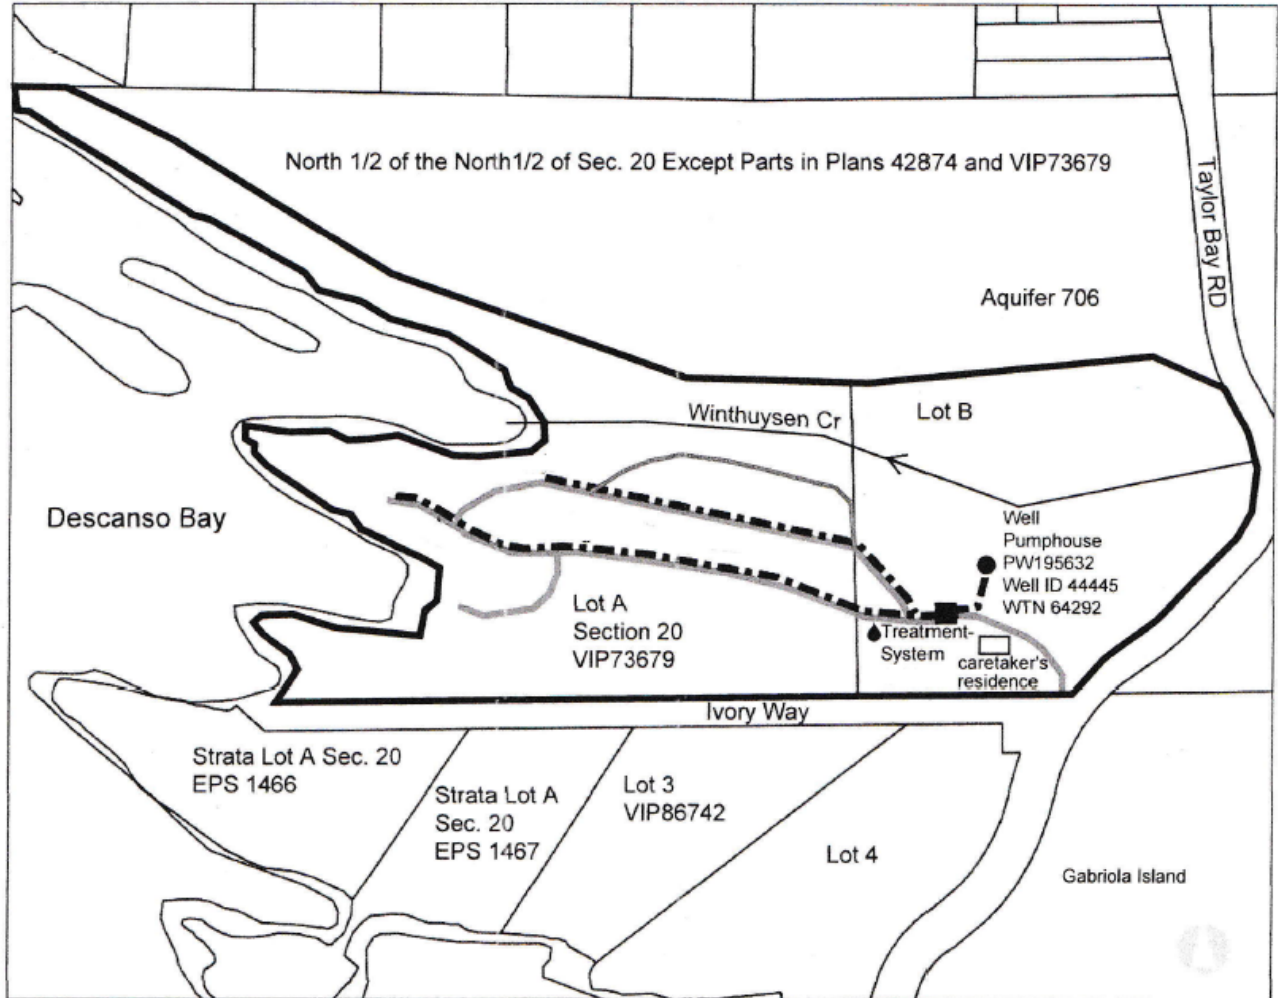 North 1/2 of the North1/2 of Sec. 20 Except Parts in Plans 42874 and VIP73679
Taylor Bay RD
Aquifer 706
Winthuysen Cr
Lot B
Descanso Bay
Well
Pumphouse
PW195632
Well ID 44445
WTN 64292
Lot A
Section 20
VIP73679
Treatment-
System
caretaker's
residence
Ivory Way
Strata Lot A Sec. 20
EPS 1466
Strata Lot A
Sec. 20
EPS 1467
Lot 3
VIP86742
Lot 4
Gabriola Island